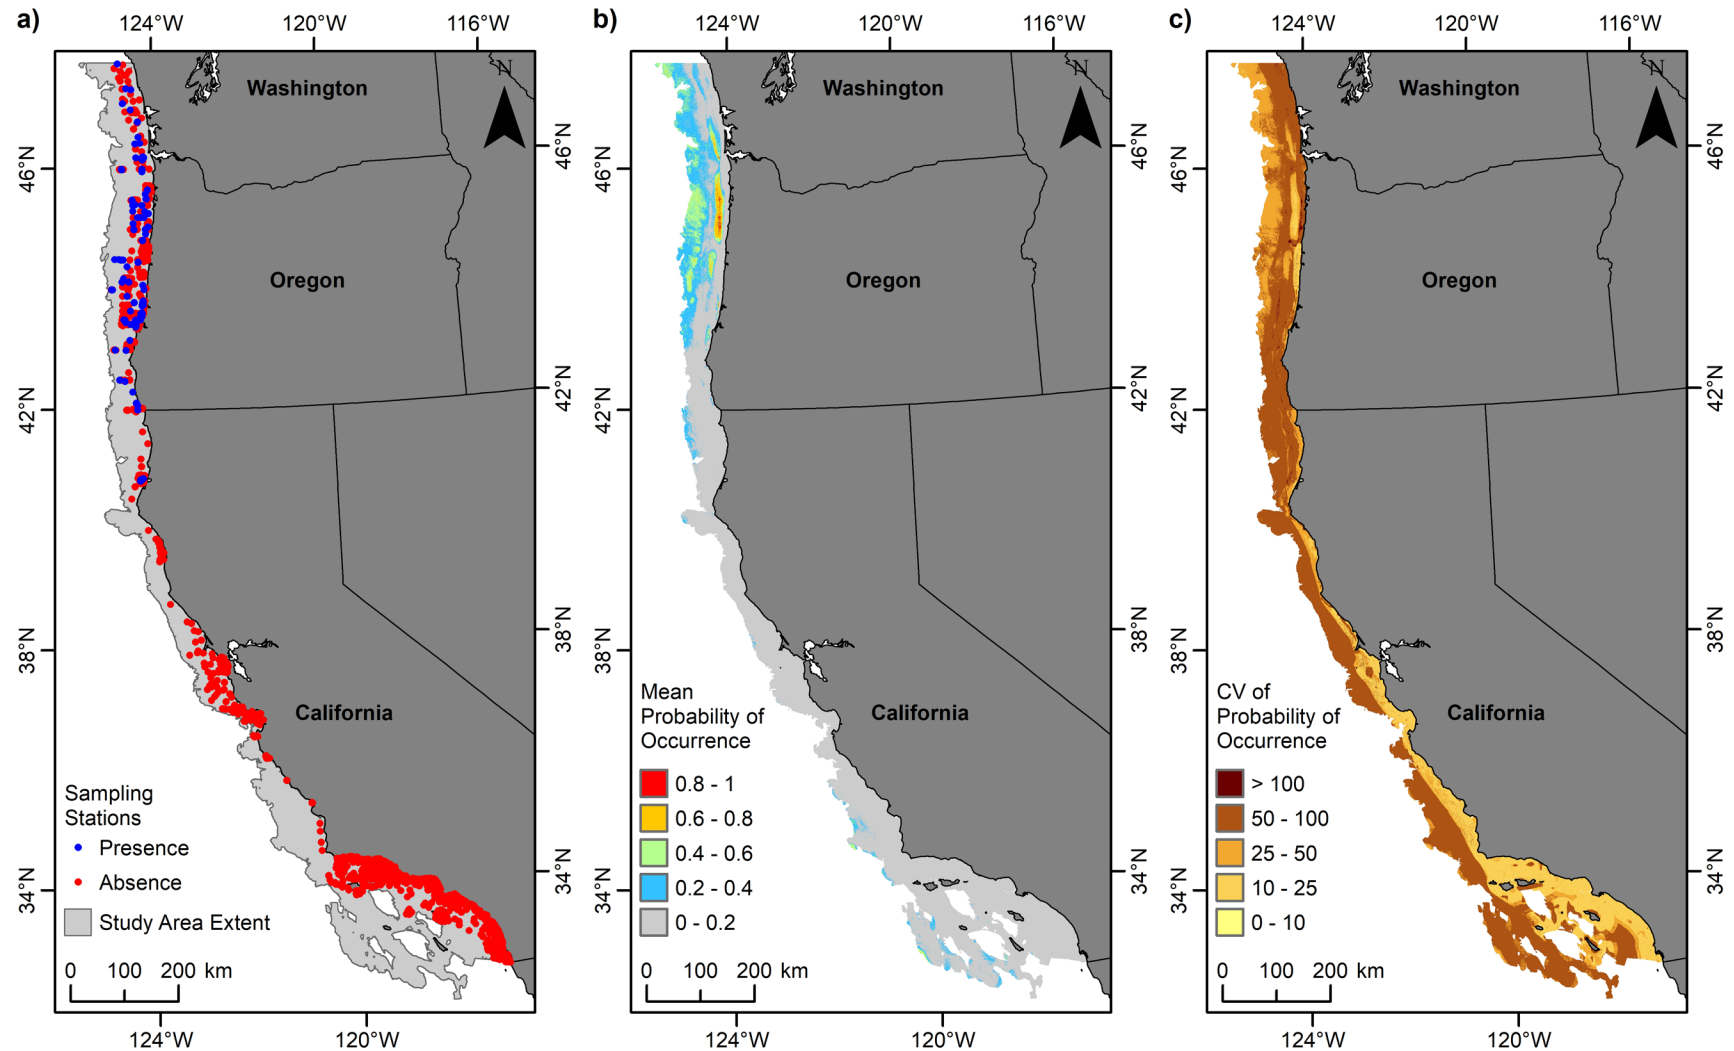 a)
124°W
120°W
116°W
N
Washington
Oregon
California
46°N
42°N
38°N
34°N
46°N
42°N
38°N
34°N
Sampling
Stations
Presence
Absence
Study Area Extent
0 100 200 km
124°W
120°W
b)
124°W
120°W
116°W
N
Washington
Oregon
California
46°N
42°N
38°N
34°N
46°N
42°N
38°N
34°N
Mean
Probability of
Occurrence
0.8 - 1
0.6 - 0.8
0.4 - 0.6
0.2 - 0.4
0 - 0.2
0 100 200 km
124°W
120°W
c)
124°W
120°W
116°W
N
Washington
Oregon
California
46°N
42°N
38°N
34°N
46°N
42°N
38°N
34°N
CV of
Probability of
Occurrence
> 100
50 - 100
25 - 50
10 - 25
0 - 10
0 100 200 km
124°W
120°W